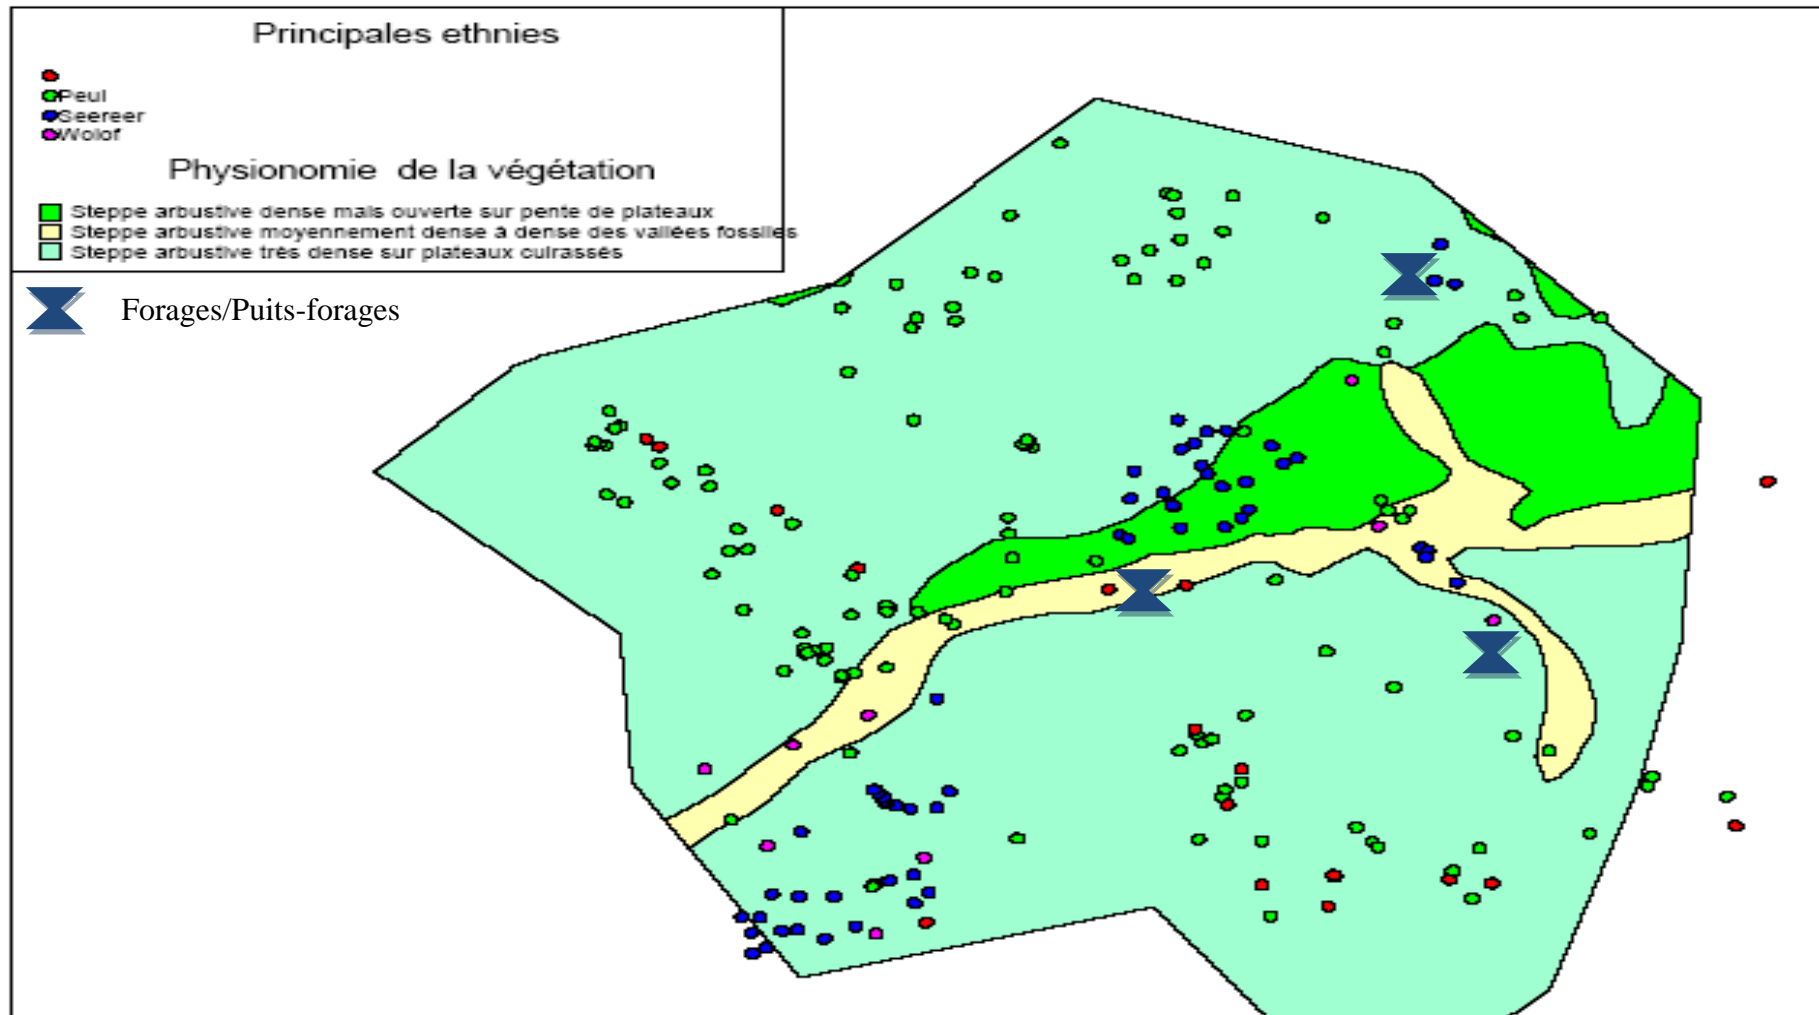 Principales ethnies
Peul
Seereer
Wolof
Physionomie de la végétation
Steppe arbustive dense mais ouverte sur pente de plateaux
Steppe arbustive moyennement dense à dense des vallées fossiles
Steppe arbustive très dense sur plateaux cuirassés
Forages/Puits-forages